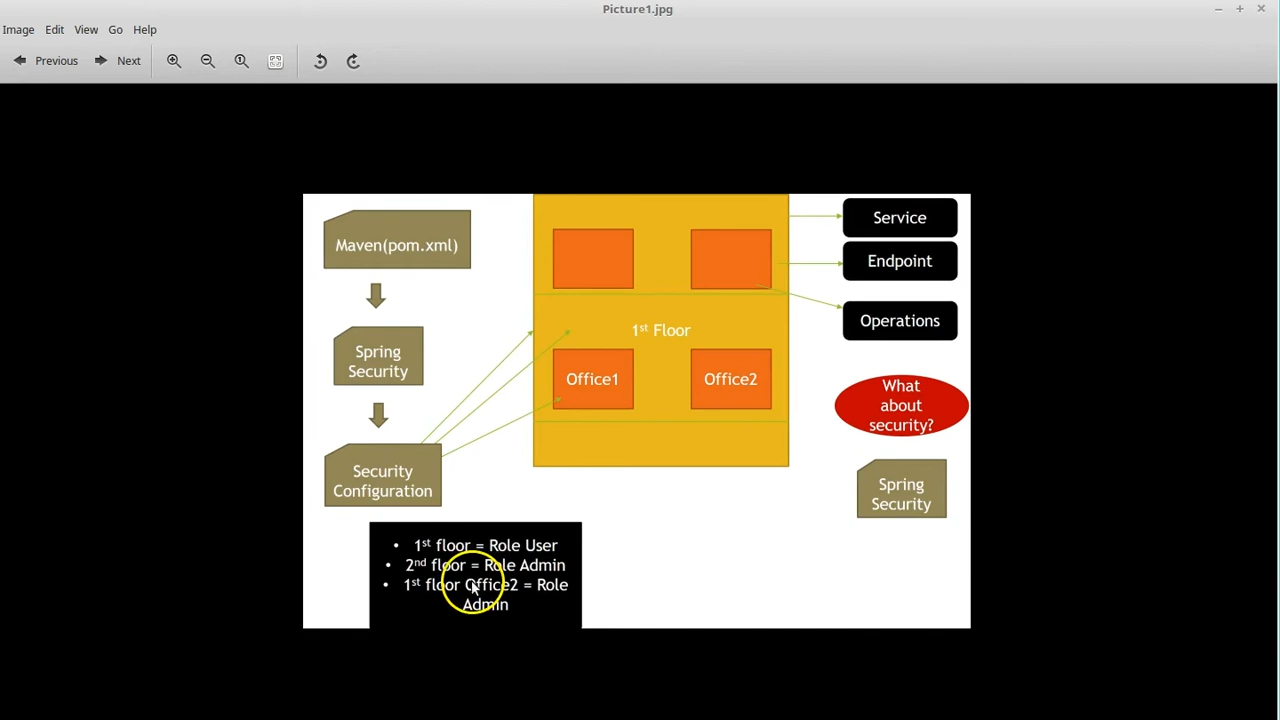 Picture1.jpg
Image Edit View Go Help
Previous Next
Maven(pom.xml)
Spring
Security
Security
Configuration
1st Floor
Office1
Office2
Service
Endpoint
Operations
What
about
security?
Spring
Security
• 1st floor = Role User
• 2nd floor = Role Admin
• 1st floor Office2 = Role
Admin